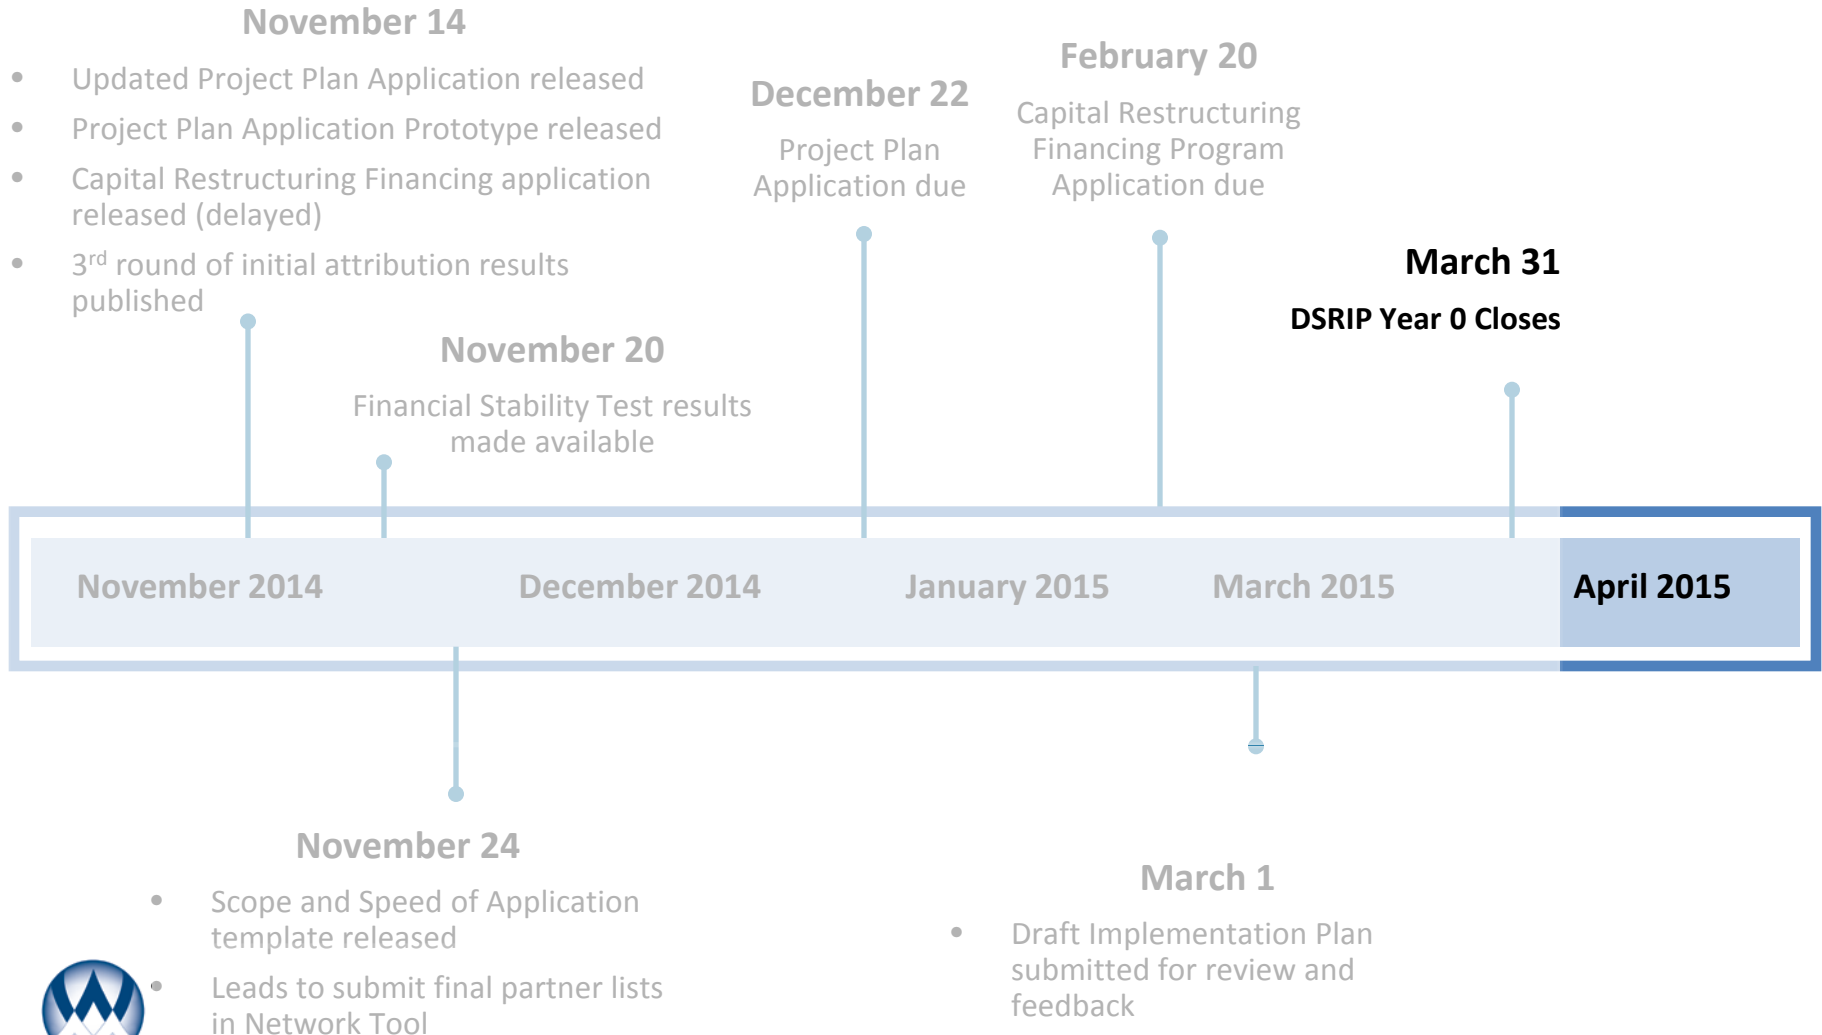 November 14
• Updated Project Plan Application released
• Project Plan Application Prototype released
• Capital Restructuring Financing application
released (delayed)
• 3rd round of initial attribution results
published
November 20
Financial Stability Test results
made available
December 22
Project Plan
Application due
February 20
Capital Restructuring
Financing Program
Application due
March 31
DSRIP Year 0 Closes
November 2014
December 2014
January 2015
March 2015
April 2015
November 24
• Scope and Speed of Application
template released
• Leads to submit final partner lists
in Network Tool
March 1
• Draft Implementation Plan
submitted for review and
feedback